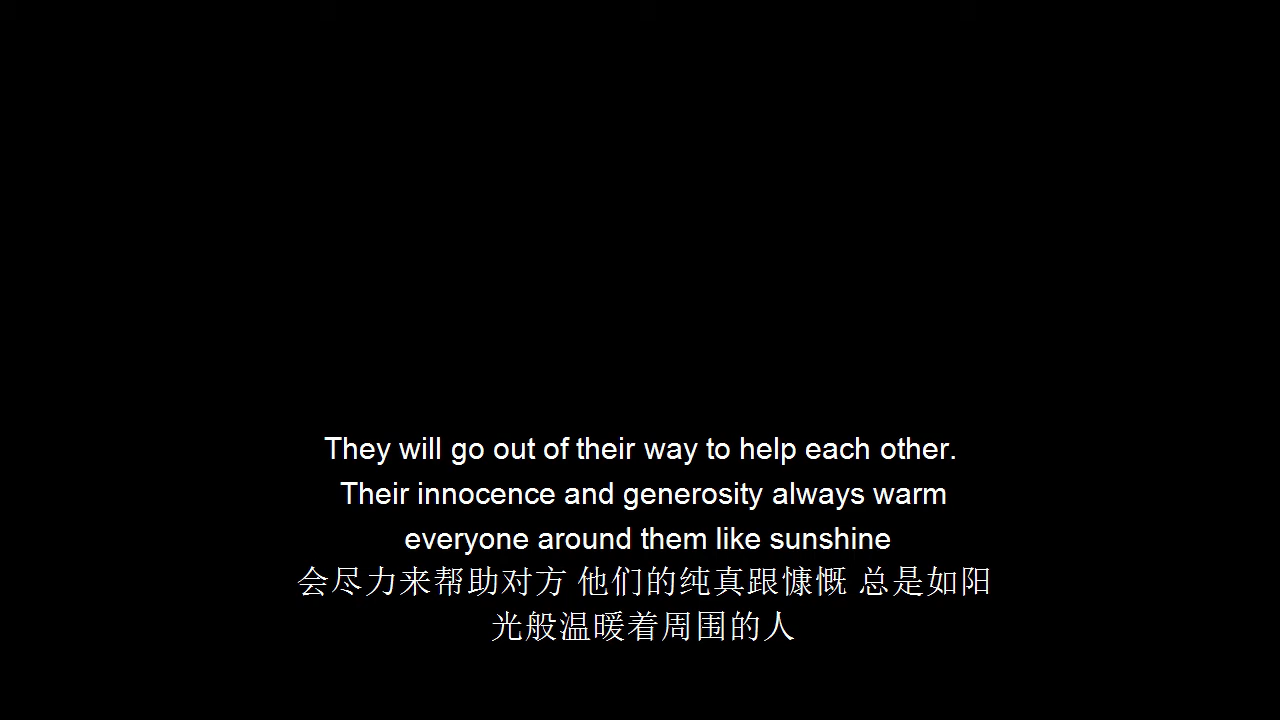 They will go out of their way to help each other.
Their innocence and generosity always warm
everyone around them like sunshine
会尽力来帮助对方 他们的纯真跟慷慨 总是如阳
光般温暖着周围的人